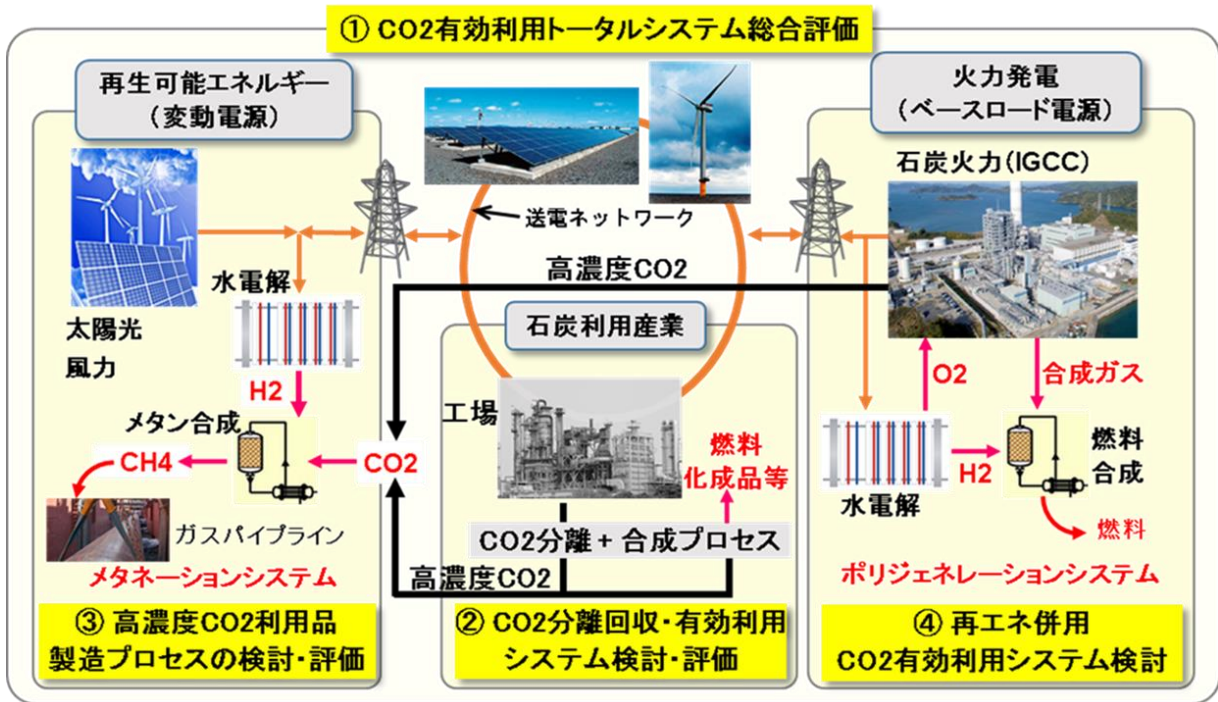 ① CO2有効利用トータルシステム総合評価
再生可能エネルギー
(変動電源)
太陽光
風力
水電解
H2
メタン合成
CH4
CO2
ガスパイプライン
メタネーションシステム
③ 高濃度CO2利用品
製造プロセスの検討・評価
送電ネットワーク
高濃度CO2
石炭利用産業
工場
燃料
化成品等
CO2分離 + 合成プロセス
高濃度CO2
② CO2分離回収・有効利用
システム検討・評価
火力発電
(ベースロード電源)
石炭火力(IGCC)
O2
合成ガス
水電解
H2
燃料
合成
燃料
ポリジェネレーションシステム
④ 再エネ併用
CO2有効利用システム検討